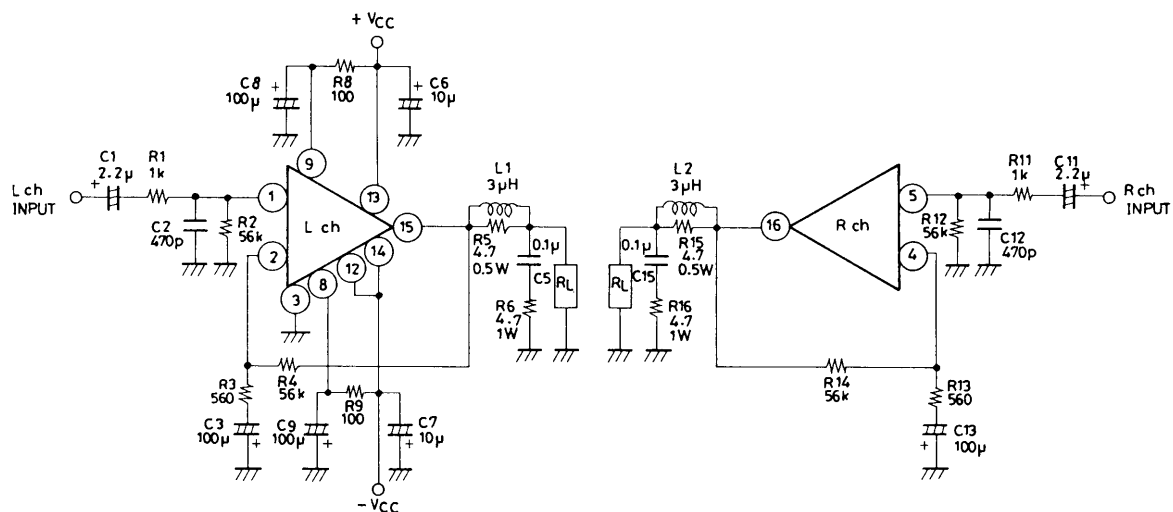 + VCC
C8
100µ
+
R8
100
+
C6
10µ
L ch
INPUT
+
C1
2.2µ
R1
1k
C2
470p
R2
56k
1
2
9
13
15
14
12
8
3
L ch
L1
3µH
R5
4.7
0.5W
0.1µ
C5
R6
4.7
1W
RL
R3
560
C3
100µ
+
R4
56k
C9
100µ
+
R9
100
C7
10µ
+
– VCC
L2
3µH
R15
4.7
0.5W
0.1µ
C15
R16
4.7
1W
RL
16
R ch
5
4
R11
1k
C11
2.2µ
+
R ch
INPUT
R12
56k
C12
470p
R14
56k
R13
560
C13
100µ
+